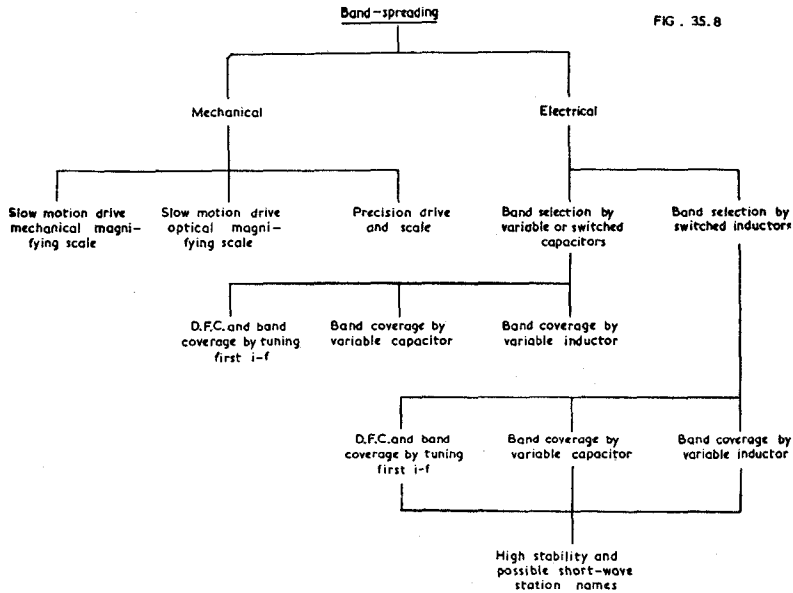 Band-spreading
FIG. 35.8
Mechanical
Electrical
Slow motion drive
mechanical magni-
fying scale
Slow motion drive
optical magni-
fying scale
Precision drive
and scale
Band selection by
variable or switched
capacitors
Band selection by
switched inductors
D.F.C. and band
coverage by tuning
first i-f
Band coverage by
variable capacitor
Band coverage by
variable inductor
D.F.C. and band
coverage by tuning
first i-f
Band coverage by
variable capacitor
Band coverage by
variable inductor
High stability and
possible short-wave
station names